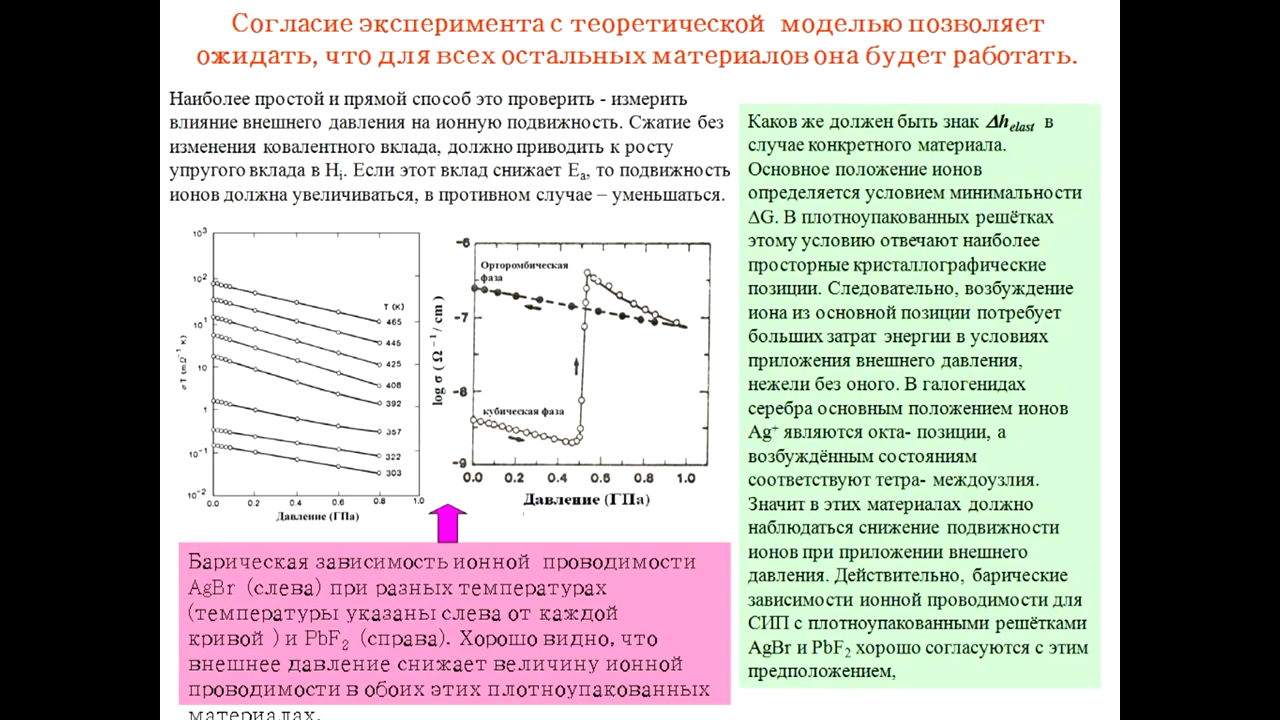 Согласие эксперимента с теоретической моделью позволяет
ожидать, что для всех остальных материалов она будет работать.
Наиболее простой и прямой способ это проверить - измерить
влияние внешнего давления на ионную подвижность. Сжатие без
изменения ковалентного вклада, должно приводить к росту
упругого вклада в Hi. Если этот вклад снижает Ea, то подвижность
ионов должна увеличиваться, в противном случае – уменьшаться.
10³
10²
10¹
10
1
10⁻¹
10⁻²
σ T (mΩ⁻¹ K)
T (K)
465
445
425
408
392
357
322
303
0.0 0.2 0.4 0.6 0.8 1.0
Давление (ГПа)
-6
-7
-8
-9
log σ ( Ω ⁻¹/ cm )
Орторомбическая
фаза
кубическая фаза
0.0 0.2 0.4 0.6 0.8 1.0
Давление (ГПа)
Барическая зависимость ионной проводимости
AgBr (слева) при разных температурах
(температуры указаны слева от каждой
кривой ) и PbF₂ (справа). Хорошо видно, что
внешнее давление снижает величину ионной
проводимости в обоих этих плотноупакованных
материалах.
Каков же должен быть знак Δhelast в
случае конкретного материала.
Основное положение ионов
определяется условием минимальности
ΔG. В плотноупакованных решётках
этому условию отвечают наиболее
просторные кристаллографические
позиции. Следовательно, возбуждение
иона из основной позиции потребует
больших затрат энергии в условиях
приложения внешнего давления,
нежели без оного. В галогенидах
серебра основным положением ионов
Ag⁺ являются окта- позиции, а
возбуждённым состояниям
соответствуют тетра- междоузлия.
Значит в этих материалах должно
наблюдаться снижение подвижности
ионов при приложении внешнего
давления. Действительно, барические
зависимости ионной проводимости для
СИП с плотноупакованными решётками
AgBr и PbF₂ хорошо согласуются с этим
предположением,